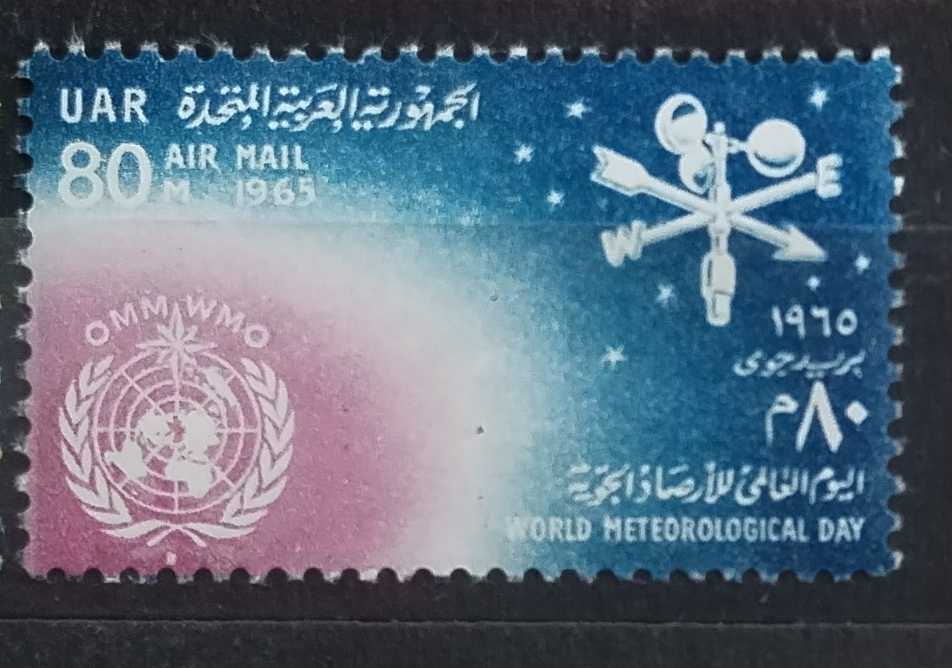 UAR الجمهورية العربية المتحدة
80 AIR MAIL
M 1965
E
W
OMM WMO
١٩٦٥
بريد جوى
٨٠ م
اليوم العالمى للأرصاد الجوية
WORLD METEOROLOGICAL DAY